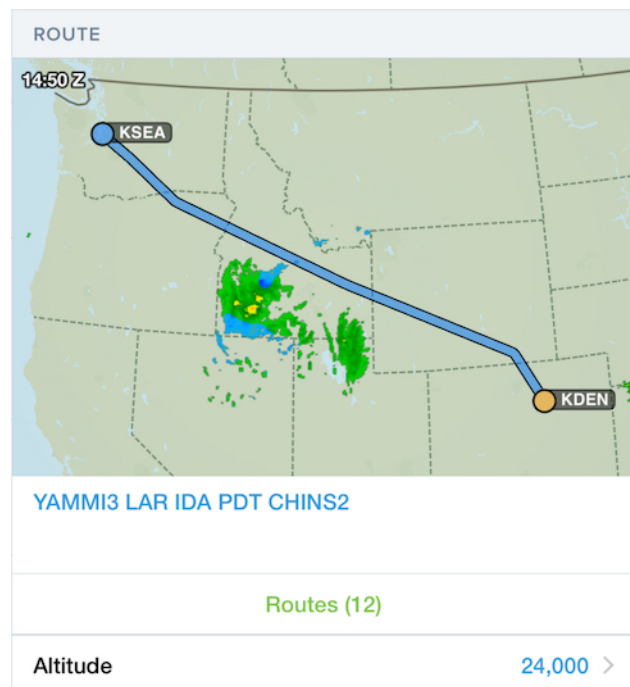 ROUTE
14:50 Z
KSEA
KDEN
YAMMI3 LAR IDA PDT CHINS2
Routes (12)
Altitude 24,000